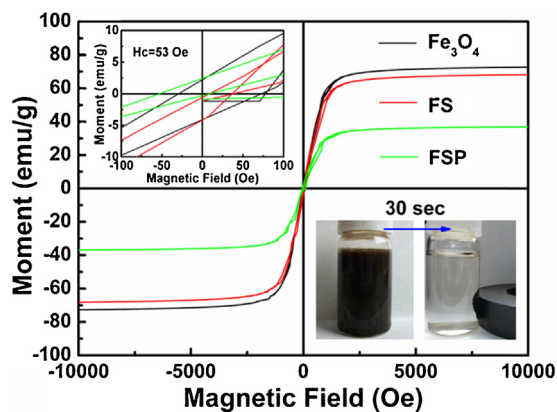 100
80
60
40
20
0
-20
-40
-60
-80
-100
Moment (emu/g)
-10000 -5000 0 5000 10000
Magnetic Field (Oe)
Hc=53 Oe
10
5
0
-5
-10
Moment (emu/g)
-100 -50 0 50 100
Magnetic Field (Oe)
Fe₃O₄
FS
FSP
30 sec